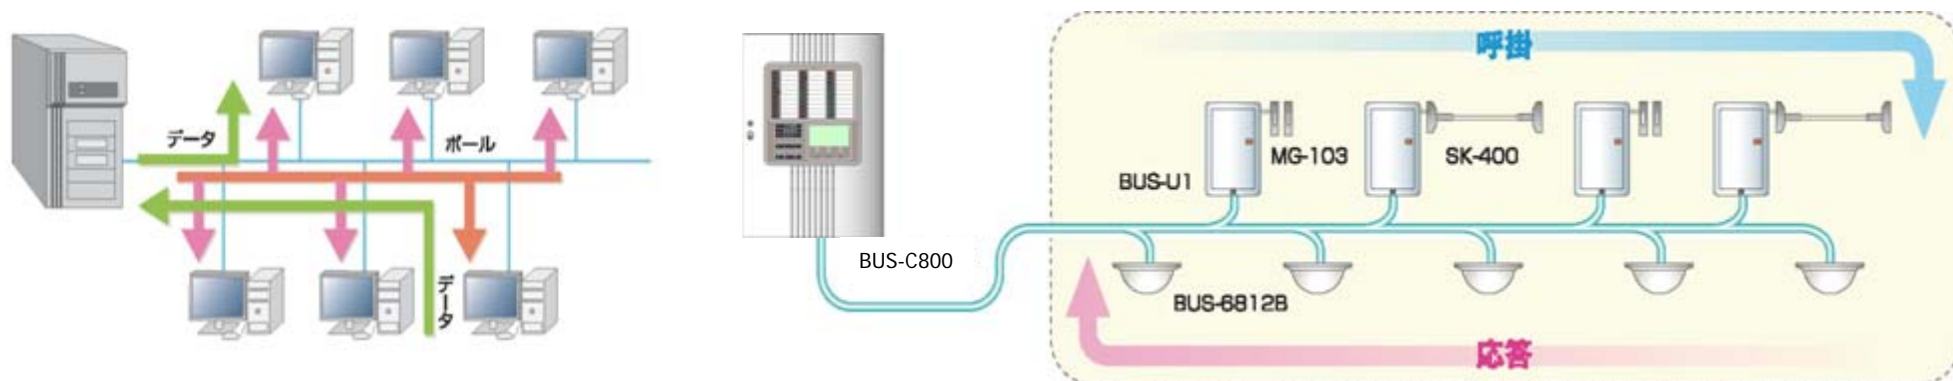 データ
ポール
データ
BUS-C800
呼掛
BUS-U1
MG-103
SK-400
BUS-6812B
応答